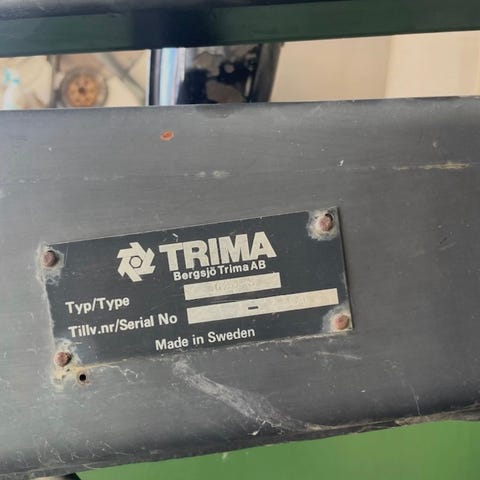 TRIMA
Bergsjö Trima AB
Typ/Type
Tillv.nr/Serial No
Made in Sweden